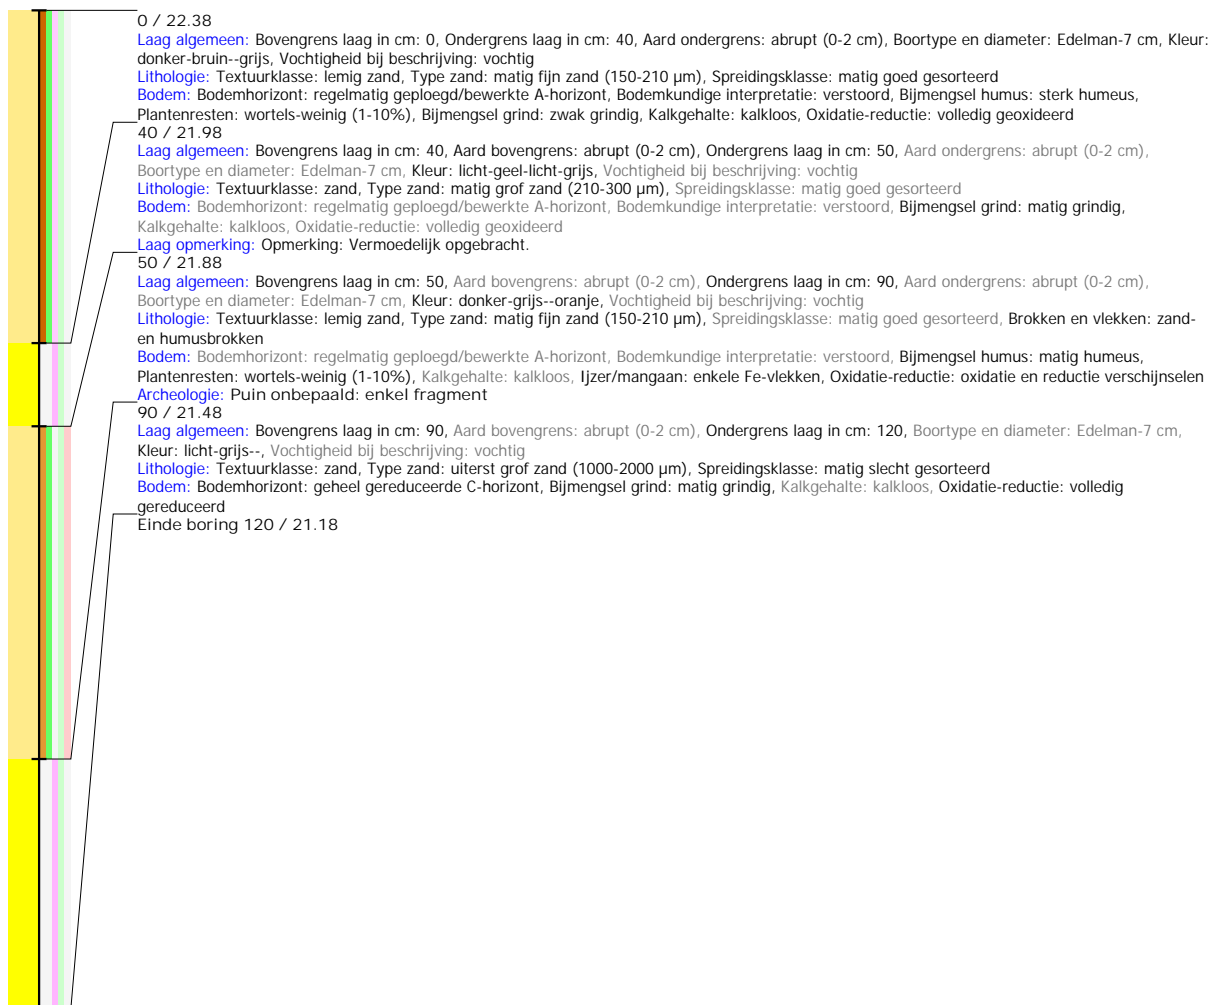 0 / 22.38
Laag algemeen: Bovengrens laag in cm: 0, Ondergrens laag in cm: 40, Aard ondergrens: abrupt (0-2 cm), Boortype en diameter: Edelman-7 cm, Kleur:
donker-bruin--grijs, Vochtigheid bij beschrijving: vochtig
Lithologie: Textuurklasse: lemig zand, Type zand: matig fijn zand (150-210 µm), Spreidingsklasse: matig goed gesorteerd
Bodem: Bodemhorizont: regelmatig geploegd/bewerkte A-horizont, Bodemkundige interpretatie: verstoord, Bijmengsel humus: sterk humeus,
Plantenresten: wortels-weinig (1-10%), Bijmengsel grind: zwak grindig, Kalkgehalte: kalkloos, Oxidatie-reductie: volledig geoxideerd
40 / 21.98
Laag algemeen: Bovengrens laag in cm: 40, Aard bovengrens: abrupt (0-2 cm), Ondergrens laag in cm: 50, Aard ondergrens: abrupt (0-2 cm),
Boortype en diameter: Edelman-7 cm, Kleur: licht-geel-licht-grijs, Vochtigheid bij beschrijving: vochtig
Lithologie: Textuurklasse: zand, Type zand: matig grof zand (210-300 µm), Spreidingsklasse: matig goed gesorteerd
Bodem: Bodemhorizont: regelmatig geploegd/bewerkte A-horizont, Bodemkundige interpretatie: verstoord, Bijmengsel grind: matig grindig,
Kalkgehalte: kalkloos, Oxidatie-reductie: volledig geoxideerd
Laag opmerking: Opmerking: Vermoedelijk opgebracht.
50 / 21.88
Laag algemeen: Bovengrens laag in cm: 50, Aard bovengrens: abrupt (0-2 cm), Ondergrens laag in cm: 90, Aard ondergrens: abrupt (0-2 cm),
Boortype en diameter: Edelman-7 cm, Kleur: donker-grijs--oranje, Vochtigheid bij beschrijving: vochtig
Lithologie: Textuurklasse: lemig zand, Type zand: matig fijn zand (150-210 µm), Spreidingsklasse: matig goed gesorteerd, Brokken en vlekken: zand-
en humusbrokken
Bodem: Bodemhorizont: regelmatig geploegd/bewerkte A-horizont, Bodemkundige interpretatie: verstoord, Bijmengsel humus: matig humeus,
Plantenresten: wortels-weinig (1-10%), Kalkgehalte: kalkloos, Ijzer/mangaan: enkele Fe-vlekken, Oxidatie-reductie: oxidatie en reductie verschijnselen
Archeologie: Puin onbepaald: enkel fragment
90 / 21.48
Laag algemeen: Bovengrens laag in cm: 90, Aard bovengrens: abrupt (0-2 cm), Ondergrens laag in cm: 120, Boortype en diameter: Edelman-7 cm,
Kleur: licht-grijs--, Vochtigheid bij beschrijving: vochtig
Lithologie: Textuurklasse: zand, Type zand: uiterst grof zand (1000-2000 µm), Spreidingsklasse: matig slecht gesorteerd
Bodem: Bodemhorizont: geheel gereduceerde C-horizont, Bijmengsel grind: matig grindig, Kalkgehalte: kalkloos, Oxidatie-reductie: volledig
gereduceerd
Einde boring 120 / 21.18